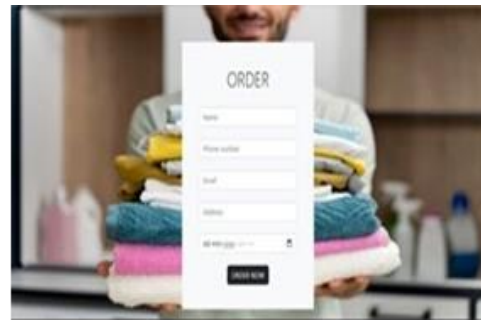 ORDER
Name
Phone number
Email
Address
ORDER NOW